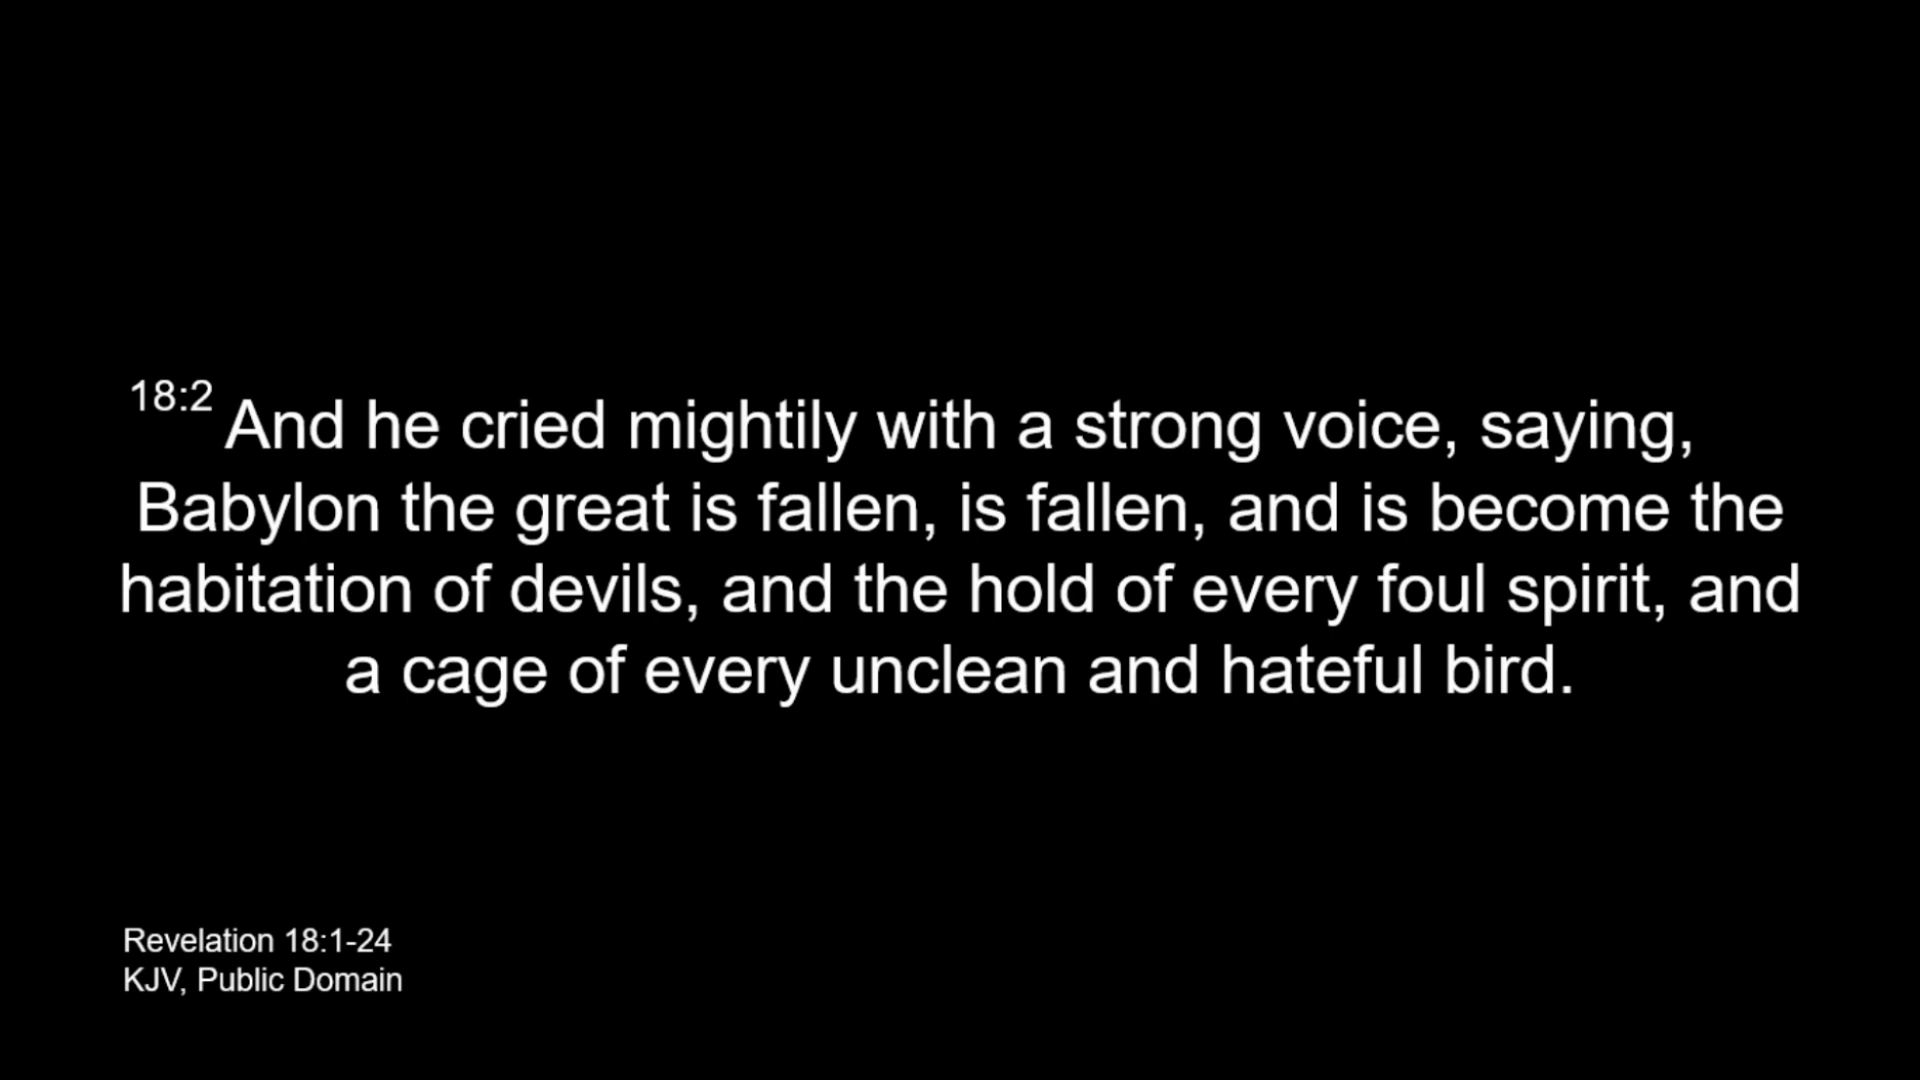 18:2 And he cried mightily with a strong voice, saying,
Babylon the great is fallen, is fallen, and is become the
habitation of devils, and the hold of every foul spirit, and
a cage of every unclean and hateful bird.
Revelation 18:1-24
KJV, Public Domain